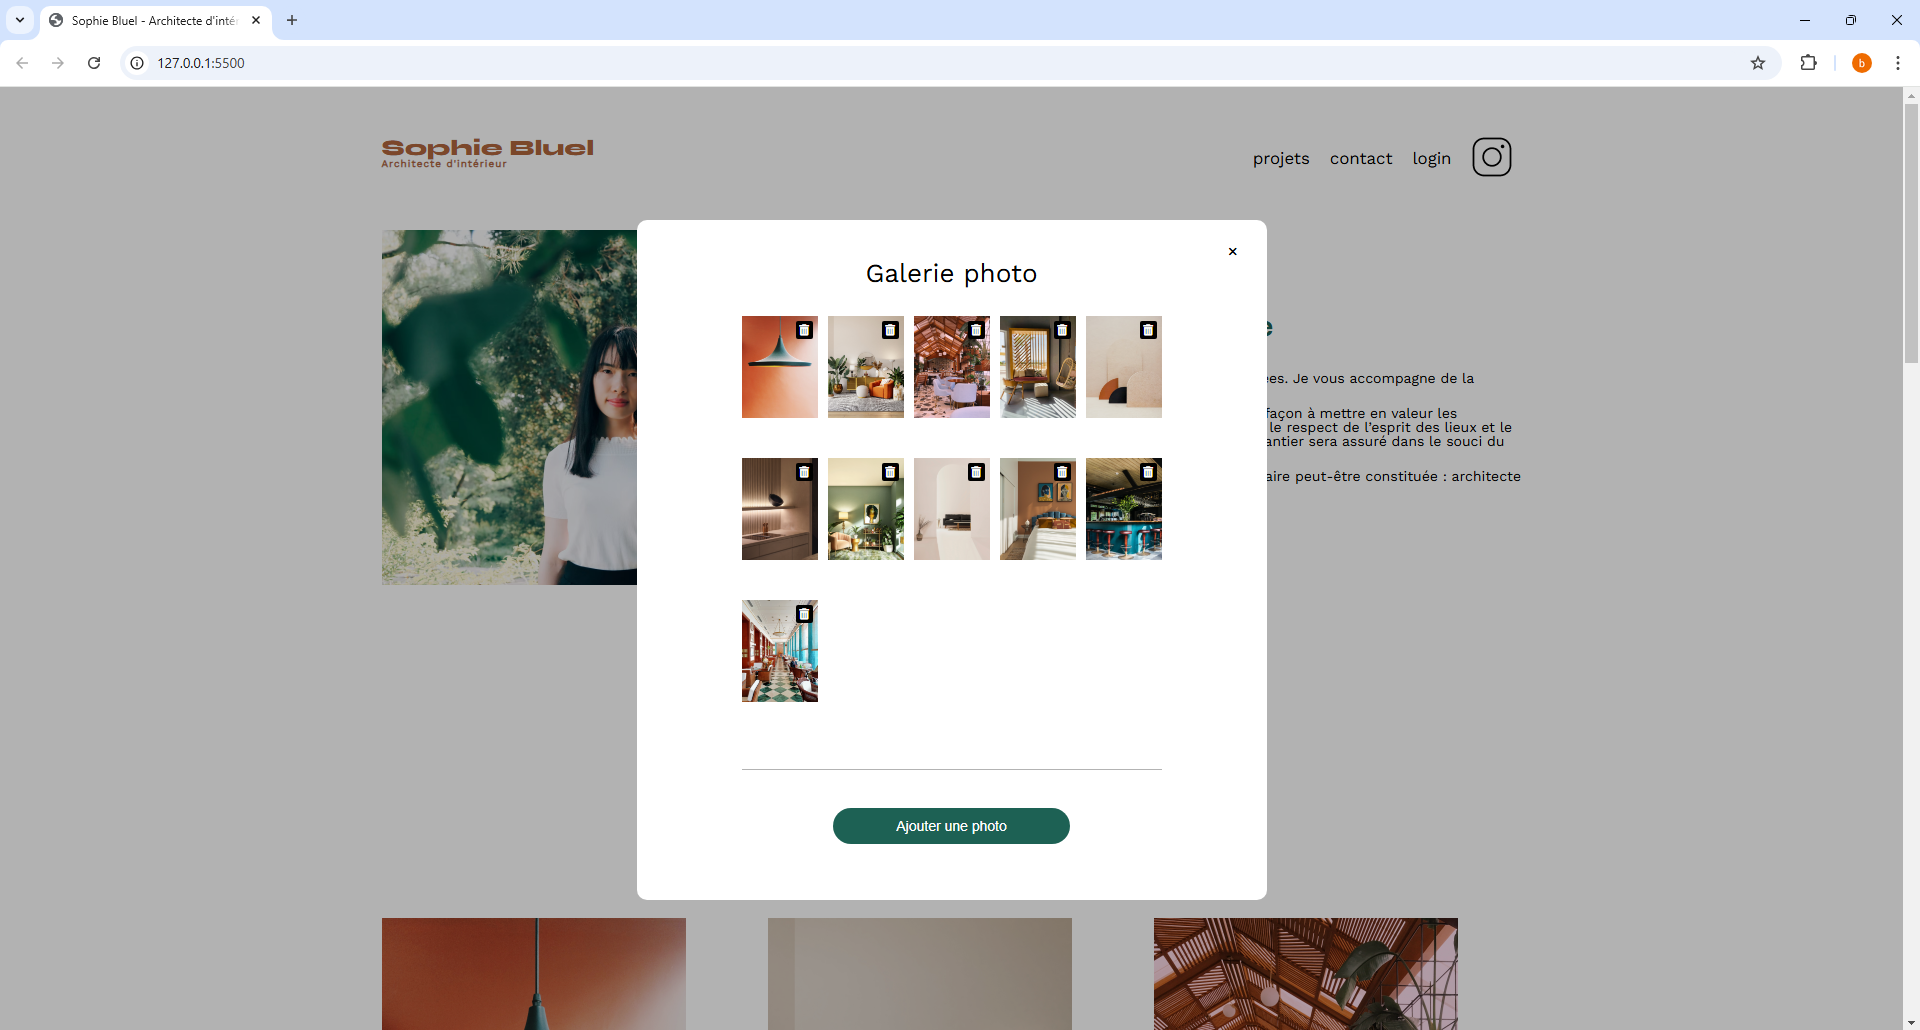 Sophie Bluel - Architecte d'inté
127.0.0.1:5500
b
Sophie Bluel
Architecte d'intérieur
projets
contact
login
×
Galerie photo
e
es. Je vous accompagne de la
façon à mettre en valeur les
le respect de l'esprit des lieux et le
antier sera assuré dans le souci du
aire peut-être constituée : architecte
Ajouter une photo